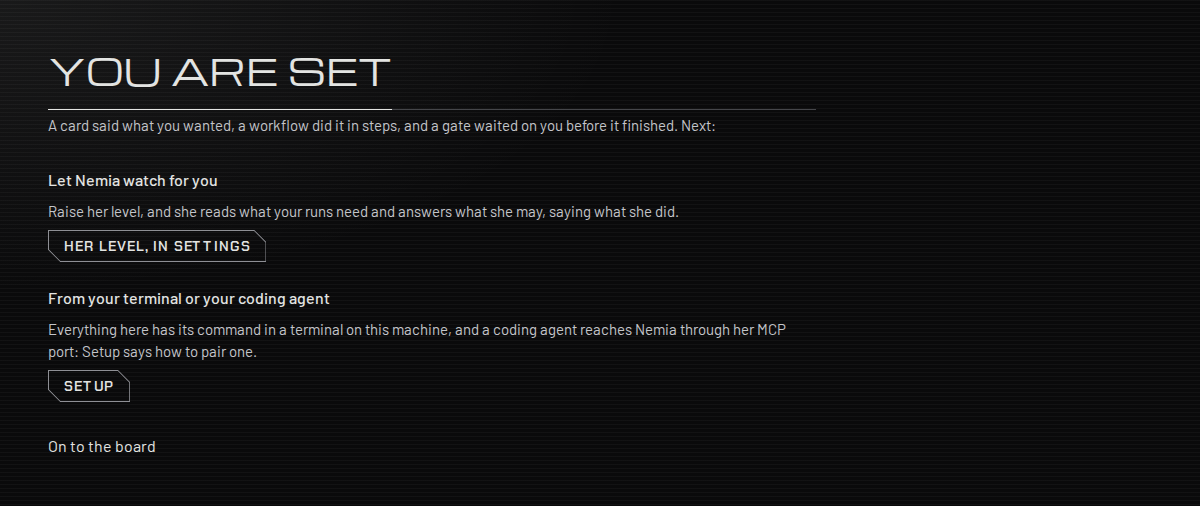 YOU ARE SET
A card said what you wanted, a workflow did it in steps, and a gate waited on you before it finished. Next:
Let Nemia watch for you
Raise her level, and she reads what your runs need and answers what she may, saying what she did.
HER LEVEL, IN SETTINGS
From your terminal or your coding agent
Everything here has its command in a terminal on this machine, and a coding agent reaches Nemia through her MCP
port: Setup says how to pair one.
SETUP
On to the board